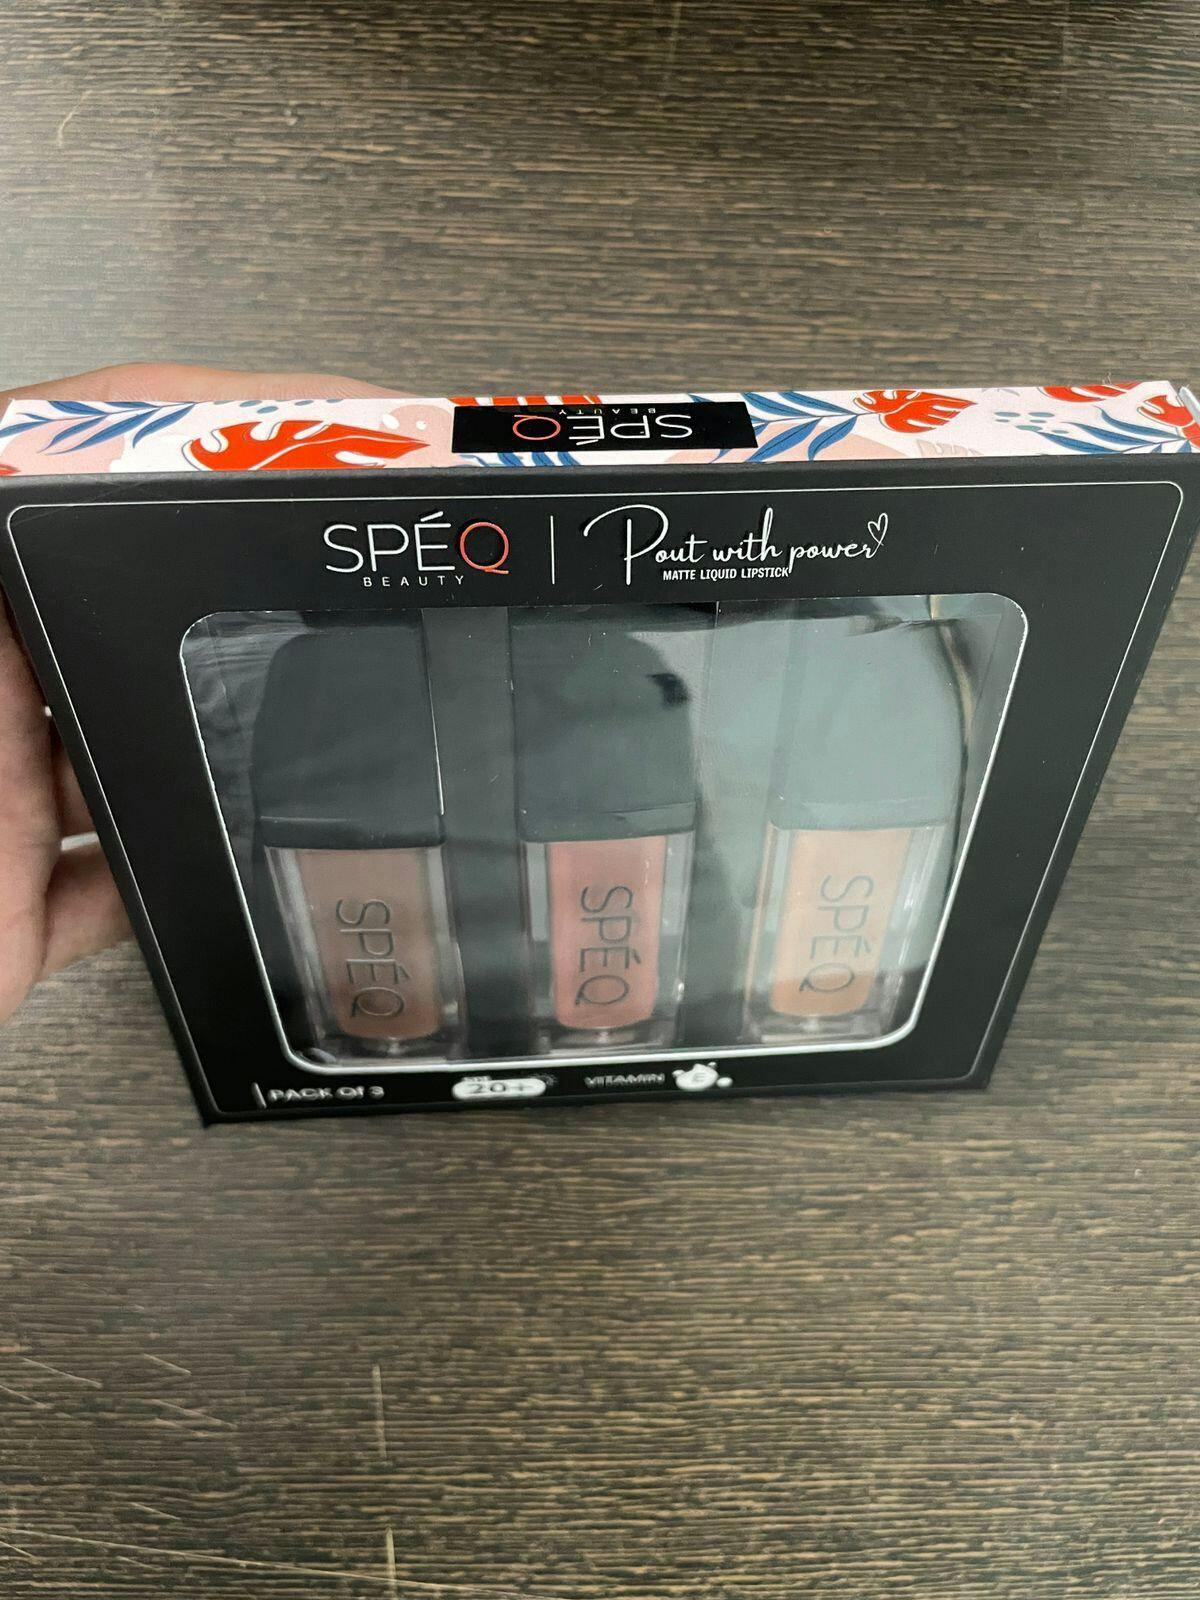 SPÉQ
BEAUTY
SPÉQ
BEAUTY
Pout with power
MATTE LIQUID LIPSTICK
SPÉQ
SPÉQ
SPÉQ
PACK Of 3
20+
VITAMIN
E